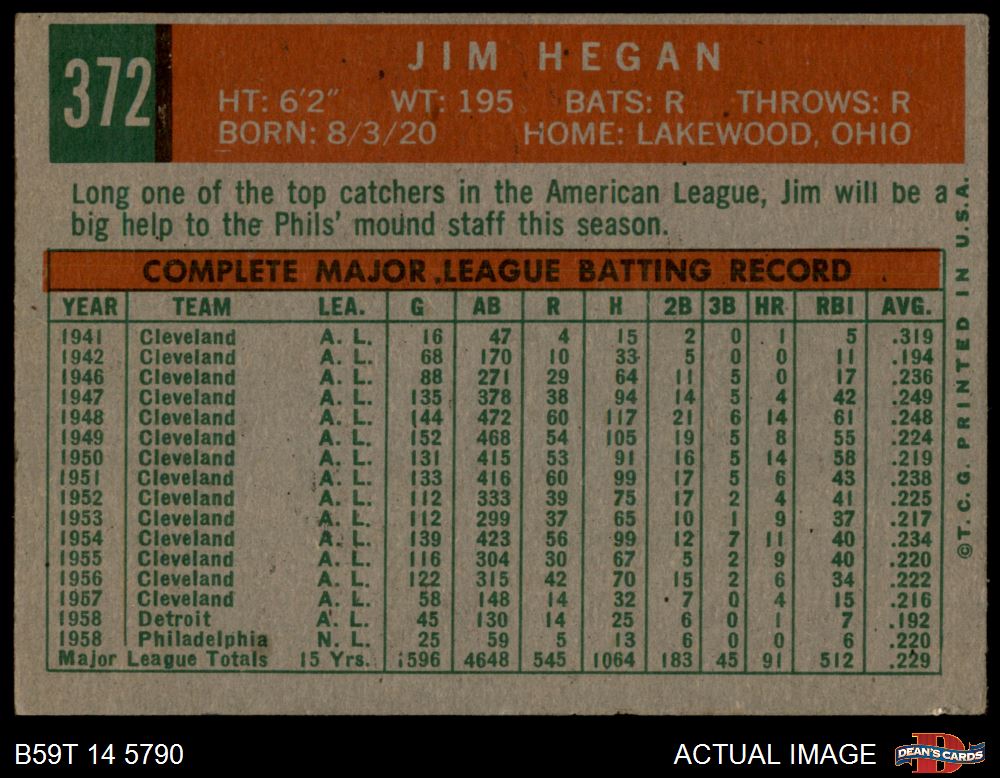 372
JIM HEGAN
HT: 6'2" WT: 195 BATS: R THROWS: R
BORN: 8/3/20 HOME: LAKEWOOD, OHIO
Long one of the top catchers in the American League, Jim will be a
big help to the Phils' mound staff this season.
COMPLETE MAJOR LEAGUE BATTING RECORD
YEAR TEAM LEA. G AB R H 2B 3B HR RBI AVG.
1941 Cleveland A. L. 16 47 4 15 2 0 1 5 .319
1942 Cleveland A. L. 68 170 10 33 5 0 0 11 .194
1946 Cleveland A. L. 88 271 29 64 11 5 0 17 .236
1947 Cleveland A. L. 135 378 38 94 14 5 4 42 .249
1948 Cleveland A. L. 144 472 60 117 21 6 14 61 .248
1949 Cleveland A. L. 152 468 54 105 19 5 8 55 .224
1950 Cleveland A. L. 131 415 53 91 16 5 14 58 .219
1951 Cleveland A. L. 133 416 60 99 17 5 6 43 .238
1952 Cleveland A. L. 112 333 39 75 17 2 4 41 .225
1953 Cleveland A. L. 112 299 37 65 10 1 9 37 .217
1954 Cleveland A. L. 139 423 56 99 12 7 11 40 .234
1955 Cleveland A. L. 116 304 30 67 5 2 9 40 .220
1956 Cleveland A. L. 122 315 42 70 15 2 6 34 .222
1957 Cleveland A. L. 58 148 14 32 7 0 4 15 .216
1958 Detroit A. L. 45 130 14 25 6 0 1 7 .192
1958 Philadelphia N. L. 25 59 5 13 6 0 0 6 .220
Major League Totals 15 Yrs. 1596 4648 545 1064 183 45 91 512 .229
©T.C.G. PRINTED IN U.S.A.
B59T 14 5790
ACTUAL IMAGE
DEAN'S CARDS